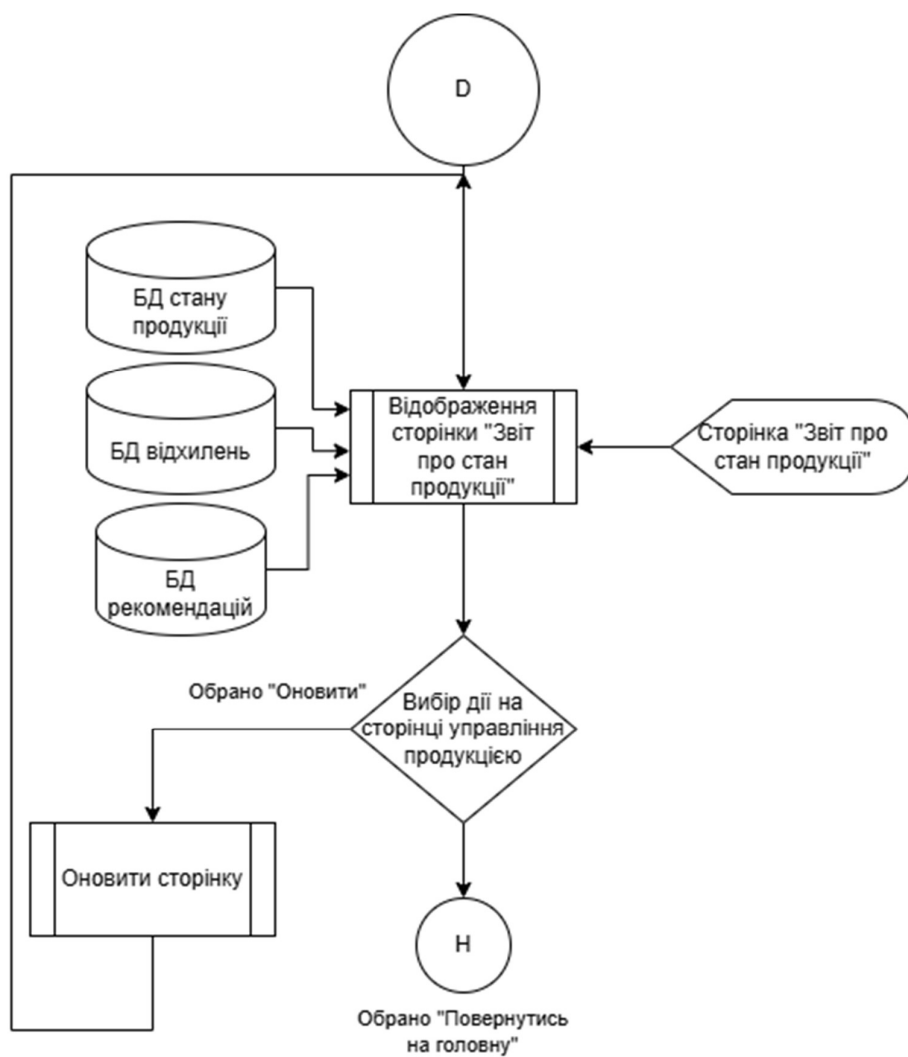 D
БД стану
продукції
БД відхилень
БД
рекомендацій
Відображення
сторінки "Звіт
про стан
продукції"
Сторінка "Звіт про
стан продукції"
Обрано "Оновити"
Вибір дії на
сторінці управління
продукцією
Оновити сторінку
H
Обрано "Повернутись
на головну"